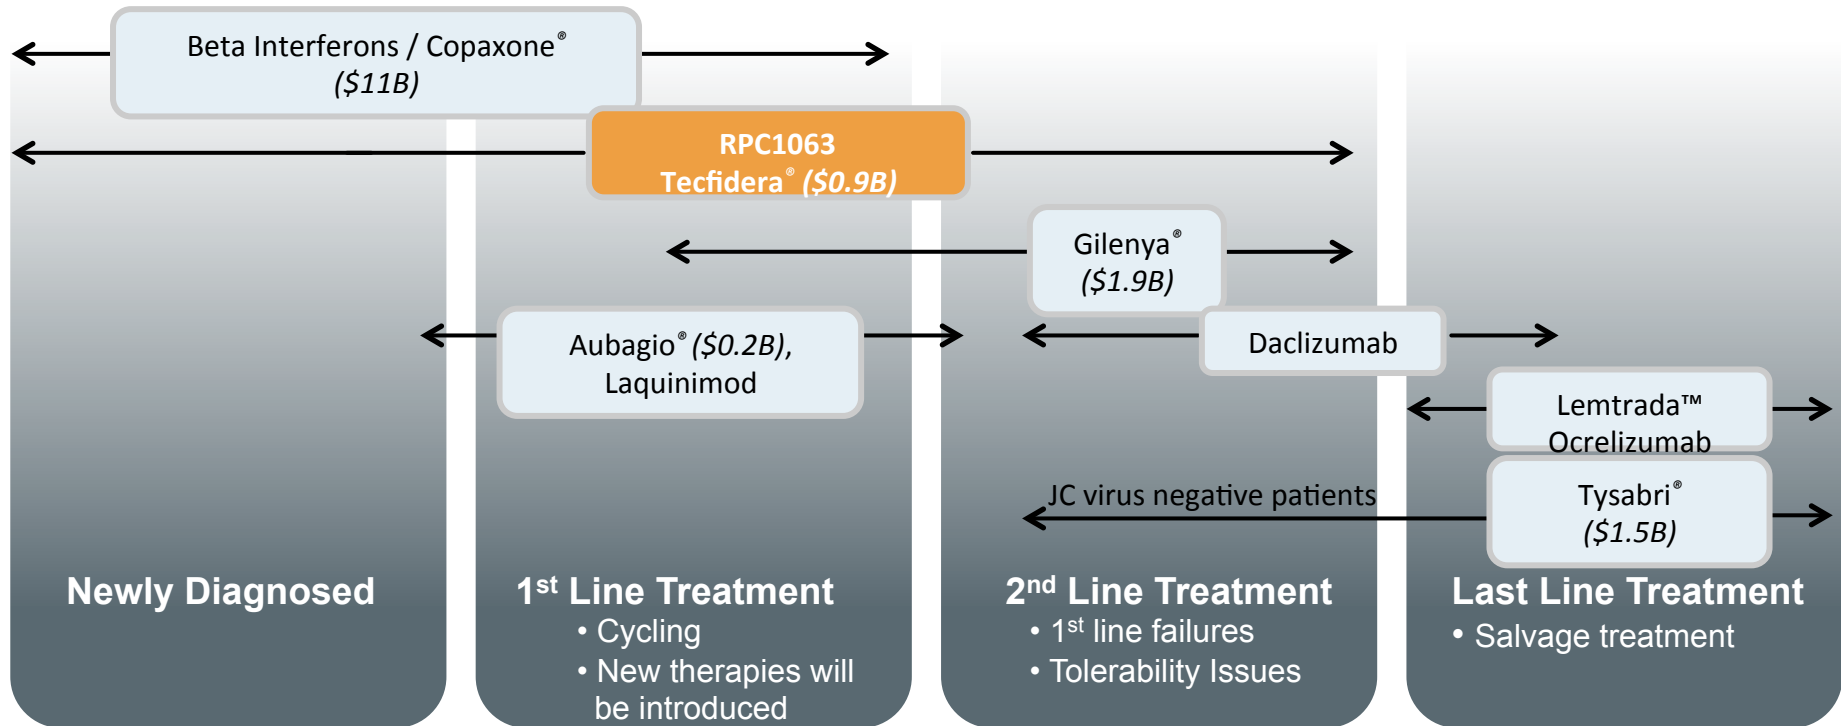 Beta Interferons / Copaxone®
($11B)
RPC1063
Tecfidera® ($0.9B)
Gilenya®
($1.9B)
Aubagio® ($0.2B),
Laquinimod
Daclizumab
Lemtrada™
Ocrelizumab
JC virus negative patients
Tysabri®
($1.5B)
Newly Diagnosed
1st Line Treatment
• Cycling
• New therapies will
be introduced
2nd Line Treatment
• 1st line failures
• Tolerability Issues
Last Line Treatment
• Salvage treatment